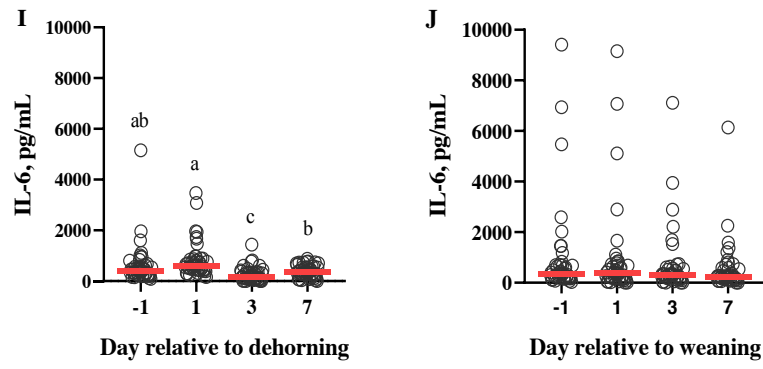 I
10000
8000
6000
4000
2000
0
IL-6, pg/mL
ab
a
c
b
-1 1 3 7
Day relative to dehorning
J
10000
8000
6000
4000
2000
0
IL-6, pg/mL
-1 1 3 7
Day relative to weaning